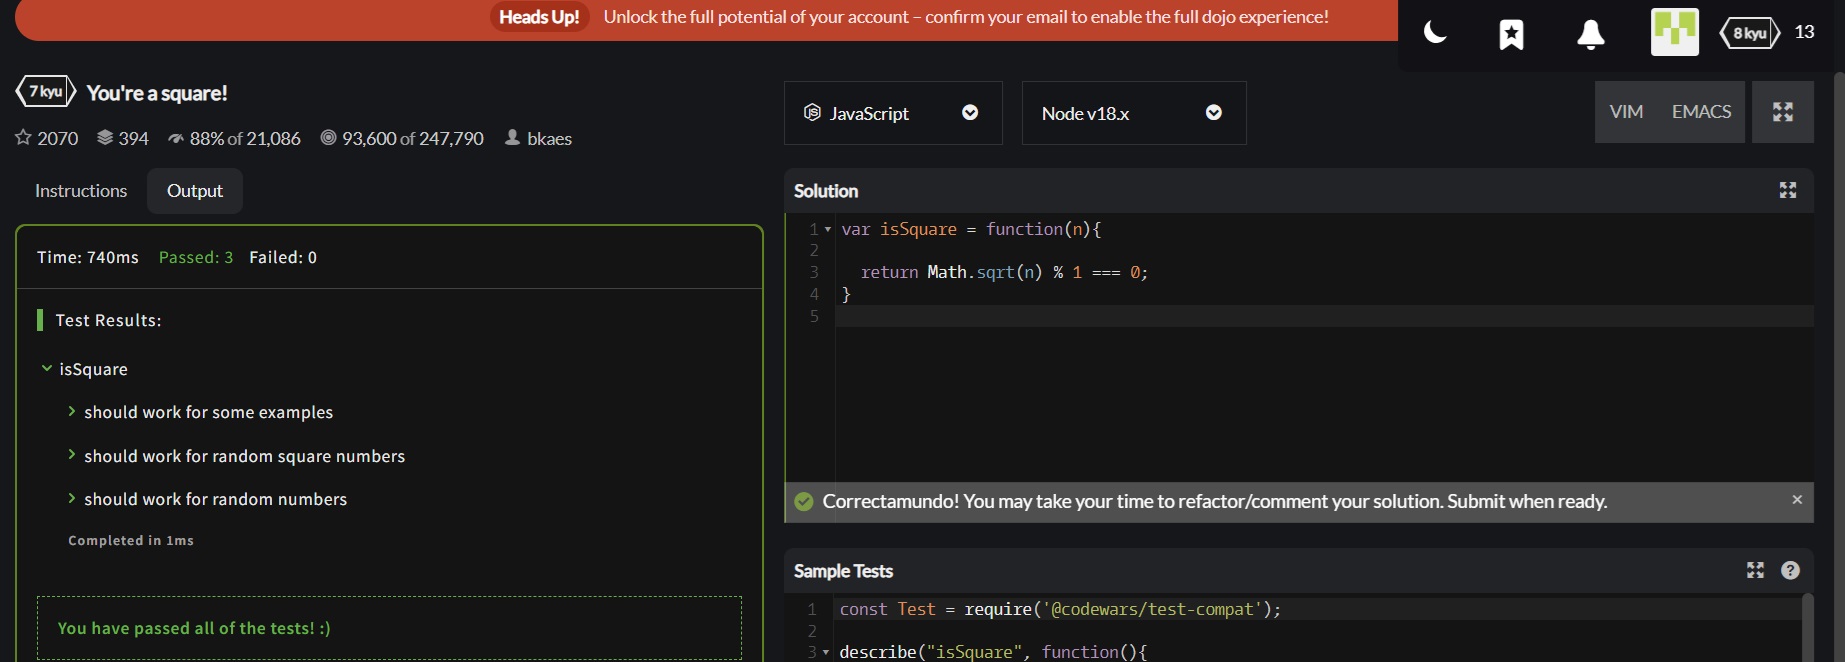 Heads Up! Unlock the full potential of your account – confirm your email to enable the full dojo experience!
8 kyu 13
7 kyu You're a square!
2070 394 88% of 21,086 93,600 of 247,790 bkaes
JavaScript
Node v18.x
VIM EMACS
Instructions Output
Time: 740ms Passed: 3 Failed: 0
Test Results:
isSquare
should work for some examples
should work for random square numbers
should work for random numbers
Completed in 1ms
You have passed all of the tests! :)
Solution
1 var isSquare = function(n){
2
3 return Math.sqrt(n) % 1 === 0;
4 }
5
Correctamundo! You may take your time to refactor/comment your solution. Submit when ready.
Sample Tests
1 const Test = require('@codewars/test-compat');
2
3 describe("isSquare", function(){